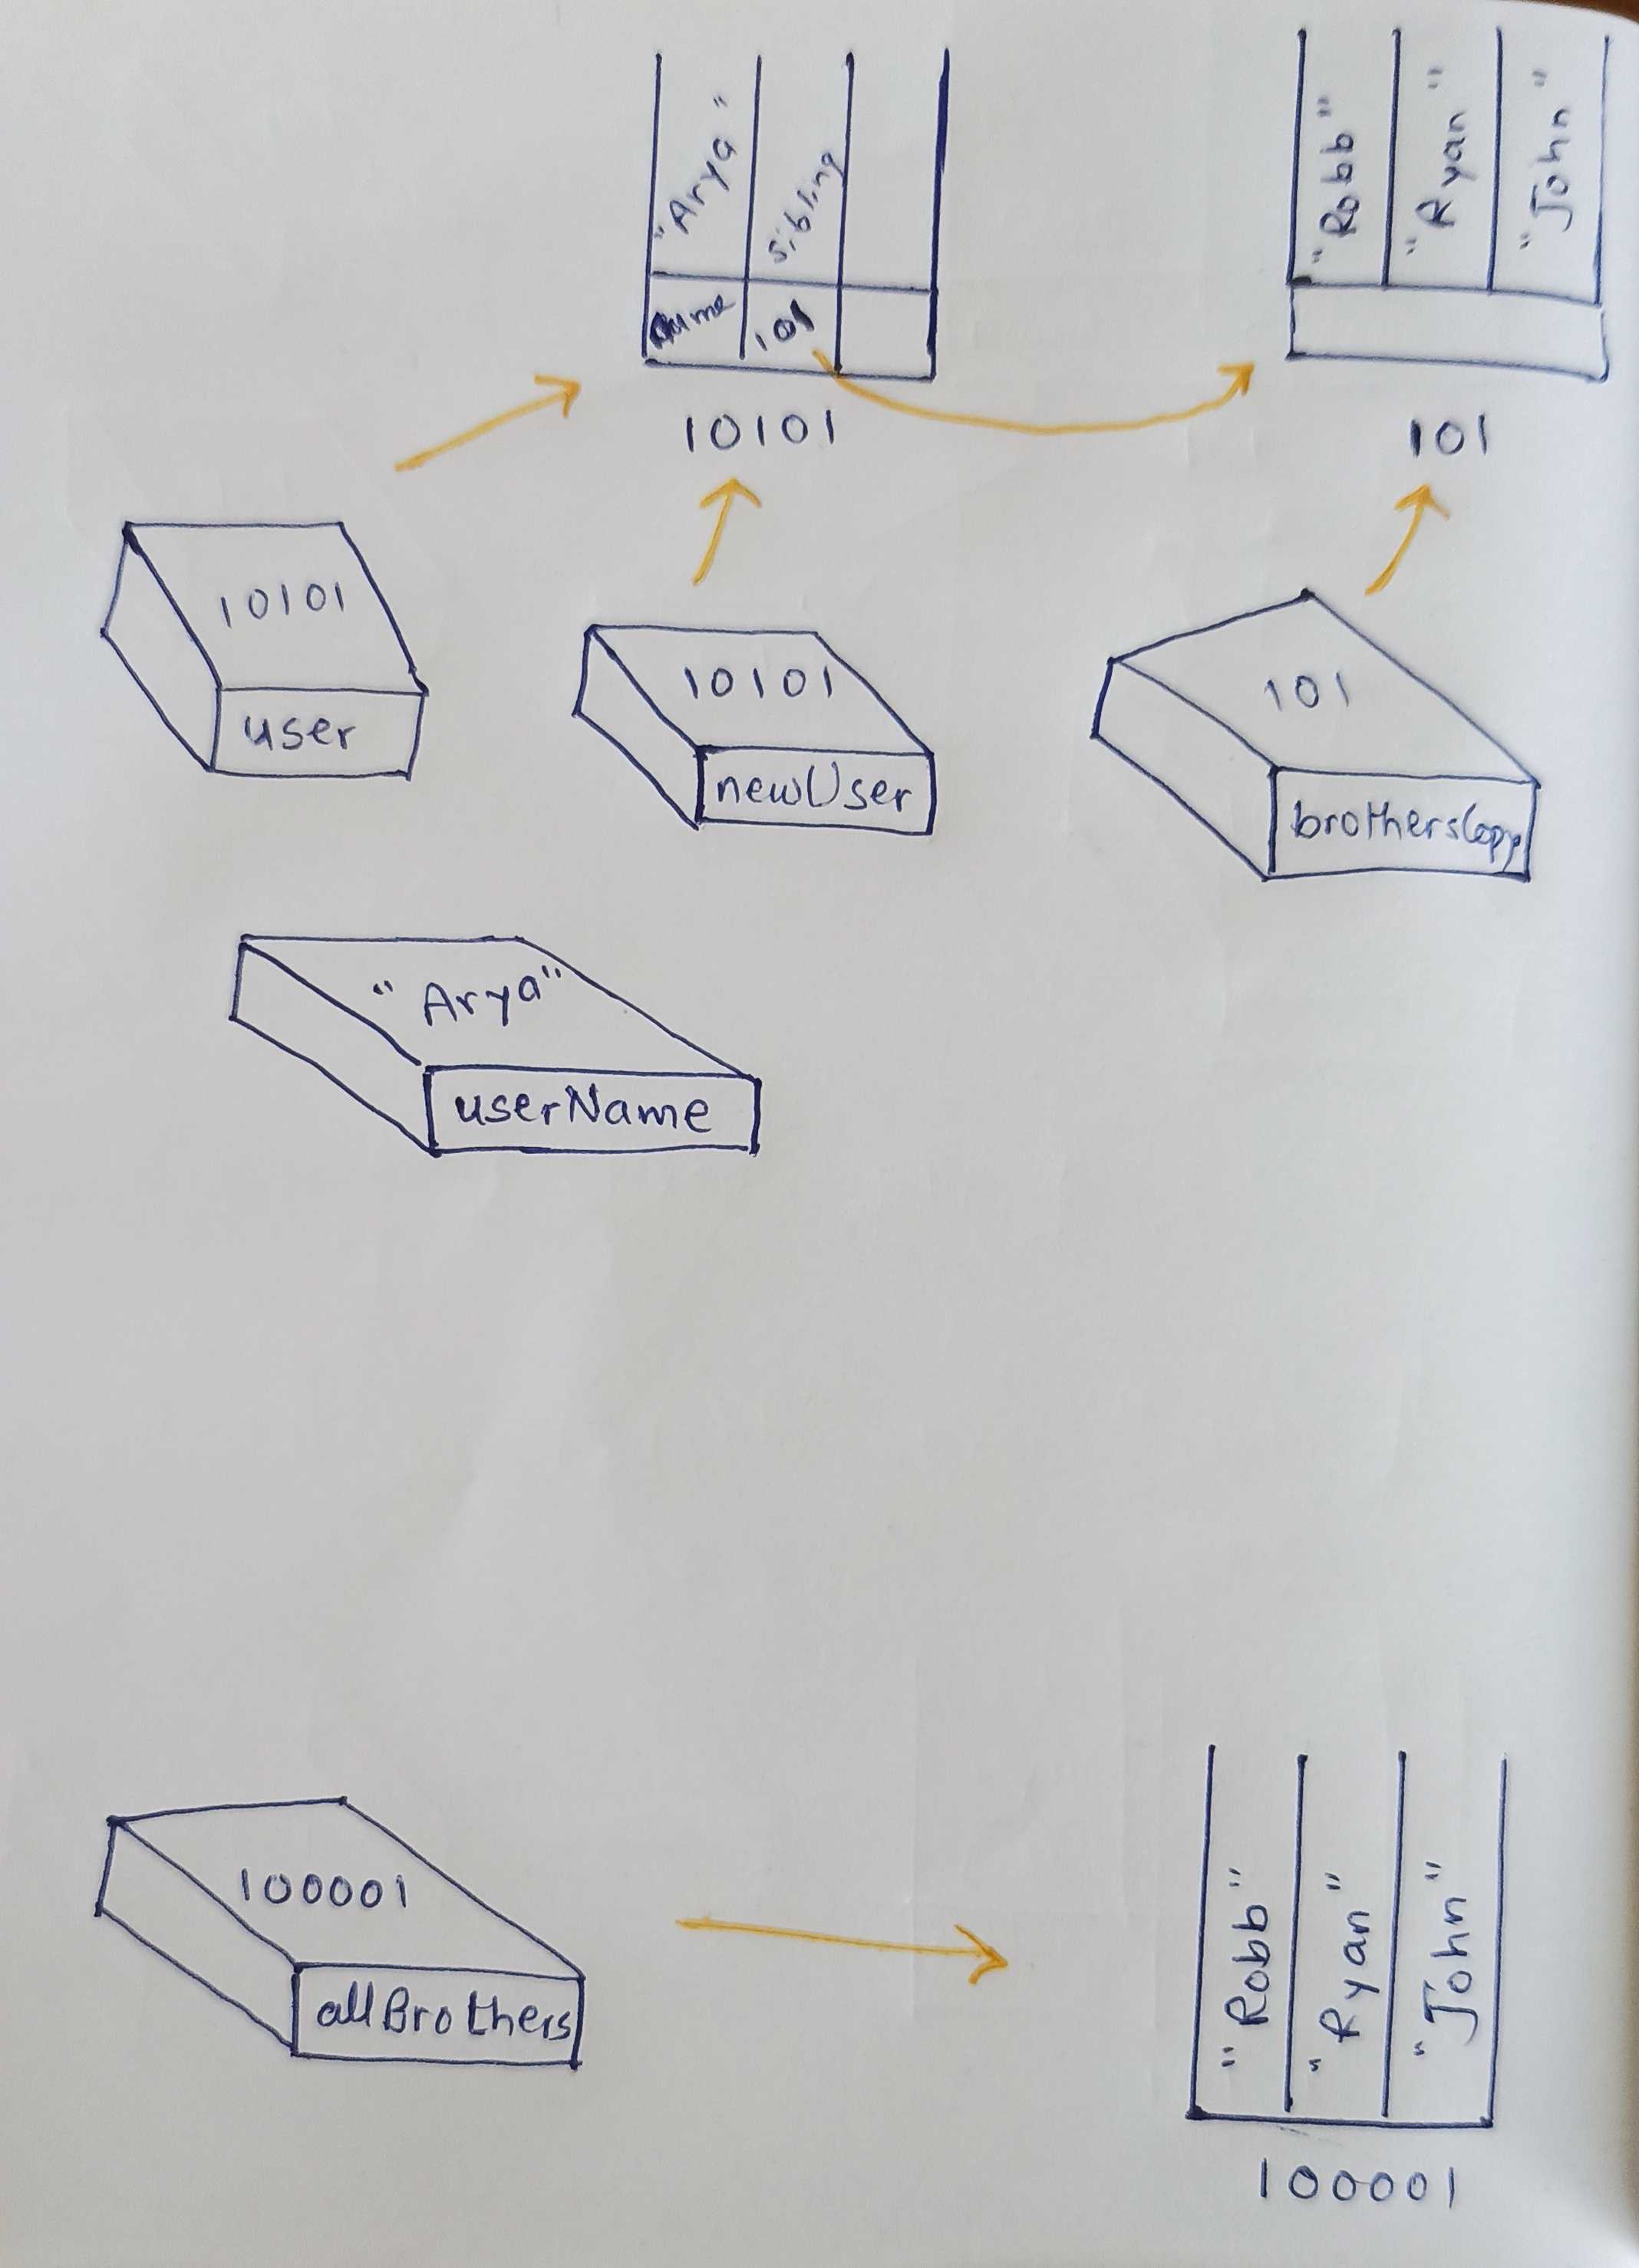 "Arya"
sibling
name
101
10101
"Robb"
"Ryan"
"John"
101
10101
user
10101
newUser
101
brothersCopy
"Arya"
userName
100001
allBrothers
"Robb"
"Ryan"
"John"
100001